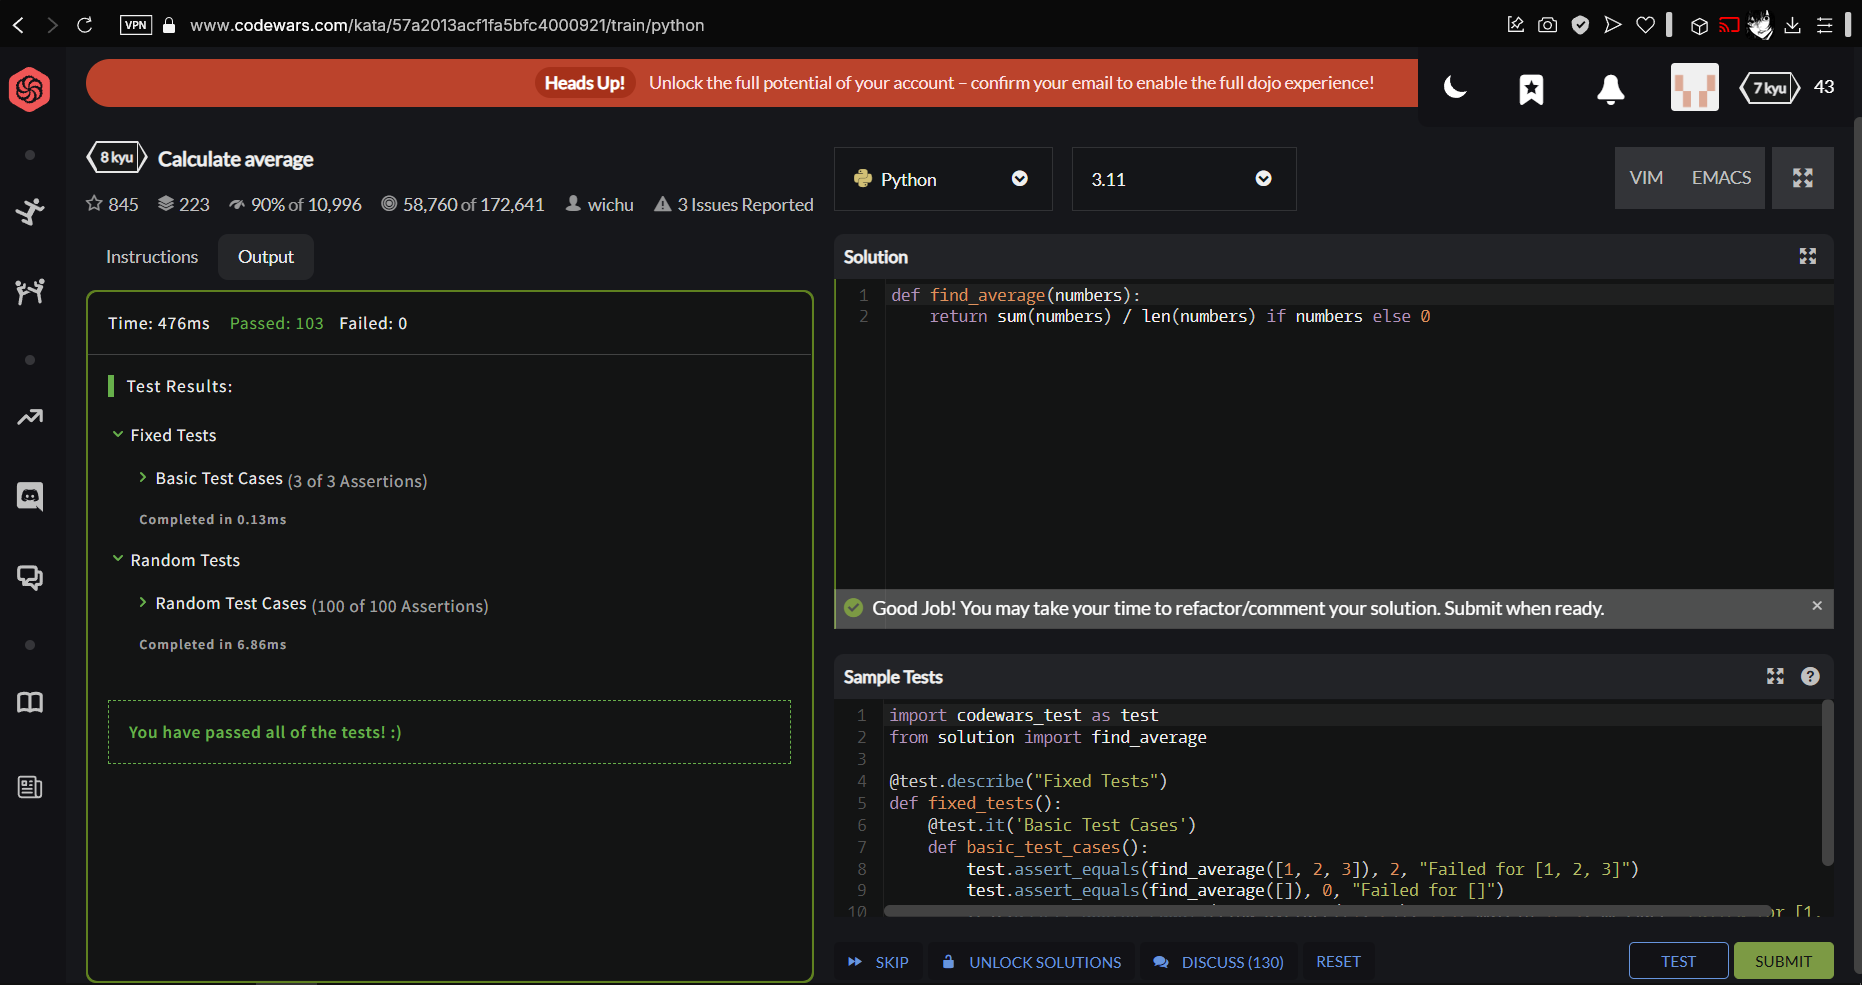 VPN www.codewars.com/kata/57a2013acf1fa5bfc4000921/train/python
Heads Up! Unlock the full potential of your account – confirm your email to enable the full dojo experience!
7 kyu 43
8 kyu Calculate average
845 223 90% of 10,996 58,760 of 172,641 wichu 3 Issues Reported
Python
3.11
VIM EMACS
Instructions Output
Time: 476ms Passed: 103 Failed: 0
Test Results:
Fixed Tests
Basic Test Cases (3 of 3 Assertions)
Completed in 0.13ms
Random Tests
Random Test Cases (100 of 100 Assertions)
Completed in 6.86ms
You have passed all of the tests! :)
Solution
1 def find_average(numbers):
2 return sum(numbers) / len(numbers) if numbers else 0
Good Job! You may take your time to refactor/comment your solution. Submit when ready.
Sample Tests
1 import codewars_test as test
2 from solution import find_average
3
4 @test.describe("Fixed Tests")
5 def fixed_tests():
6 @test.it('Basic Test Cases')
7 def basic_test_cases():
8 test.assert_equals(find_average([1, 2, 3]), 2, "Failed for [1, 2, 3]")
9 test.assert_equals(find_average([]), 0, "Failed for []")
10
SKIP UNLOCK SOLUTIONS DISCUSS (130) RESET
TEST SUBMIT